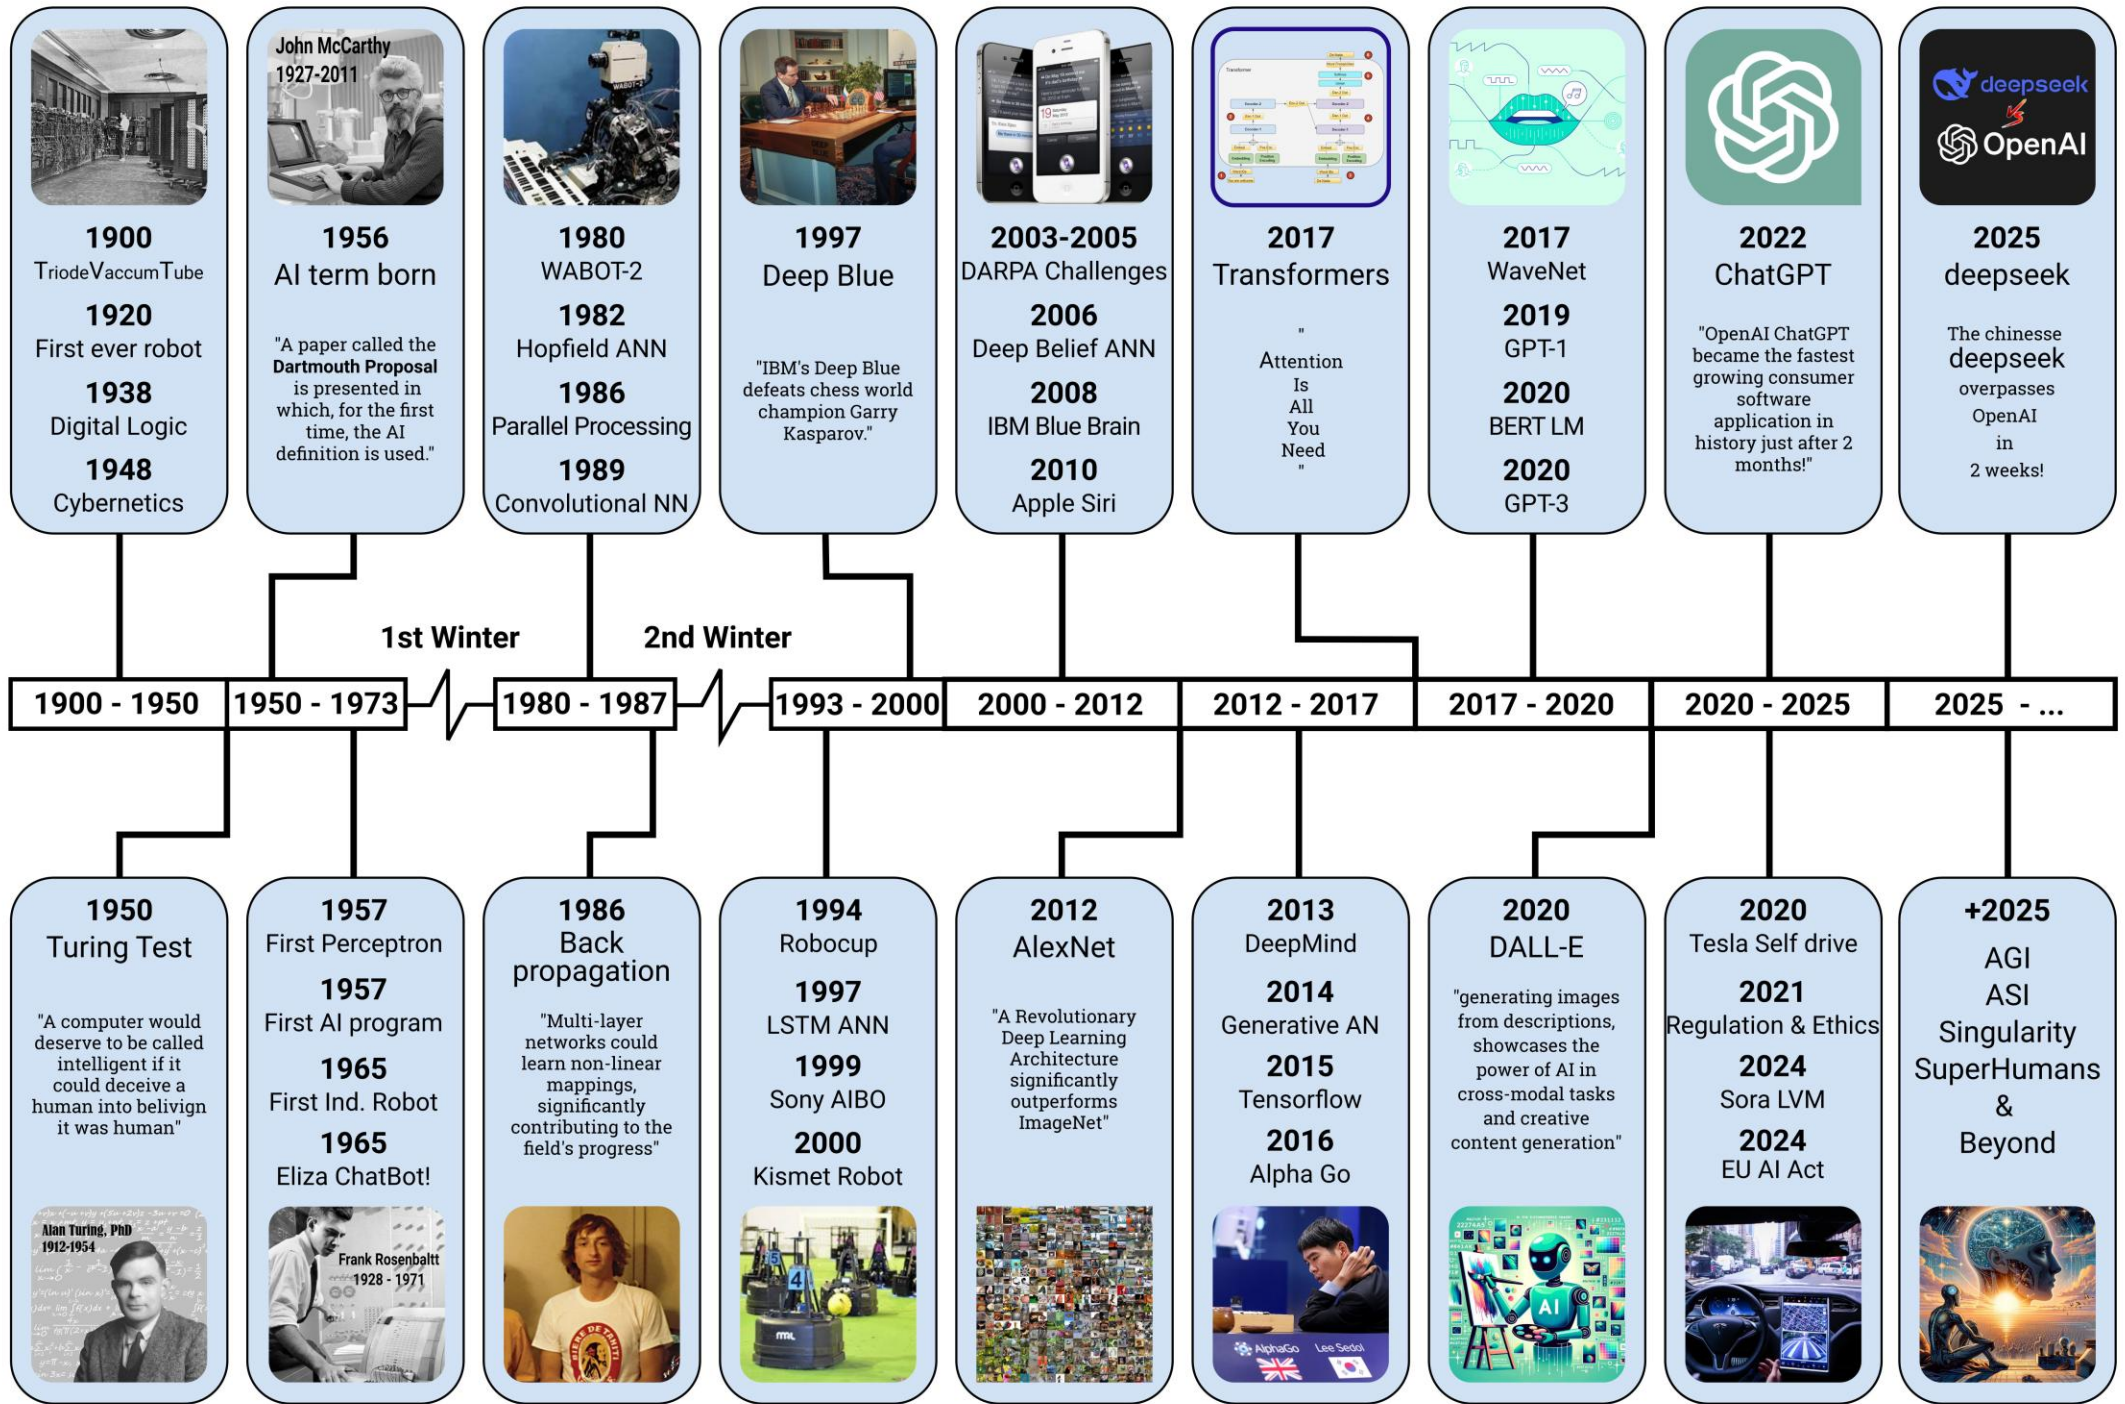 John McCarthy
1927-2011
1900
TriodeVaccumTube
1920
First ever robot
1938
Digital Logic
1948
Cybernetics
1956
AI term born
"A paper called the
Dartmouth Proposal
is presented in
which, for the first
time, the AI
definition is used."
WABOT-2
1980
WABOT-2
1982
Hopfield ANN
1986
Parallel Processing
1989
Convolutional NN
DEEP
BLUE
1997
Deep Blue
"IBM's Deep Blue
defeats chess world
champion Garry
Kasparov."
2003-2005
DARPA Challenges
2006
Deep Belief ANN
2008
IBM Blue Brain
2010
Apple Siri
Transformer
2017
Transformers
"
Attention
Is
All
You
Need
"
2017
WaveNet
2019
GPT-1
2020
BERT LM
2020
GPT-3
2022
ChatGPT
"OpenAI ChatGPT
became the fastest
growing consumer
software
application in
history just after 2
months!"
deepseek
VS
OpenAI
2025
deepseek
The chinesse
deepseek
overpasses
OpenAI
in
2 weeks!
1st Winter
2nd Winter
1900 - 1950
1950 - 1973
1980 - 1987
1993 - 2000
2000 - 2012
2012 - 2017
2017 - 2020
2020 - 2025
2025 - ...
1950
Turing Test
"A computer would
deserve to be called
intelligent if it
could deceive a
human into belivign
it was human"
Alan Turing, PhD
1912-1954
1957
First Perceptron
1957
First AI program
1965
First Ind. Robot
1965
Eliza ChatBot!
Frank Rosenbaltt
1928 - 1971
1986
Back
propagation
"Multi-layer
networks could
learn non-linear
mappings,
significantly
contributing to the
field's progress"
BIERE DE TAHITI
1994
Robocup
1997
LSTM ANN
1999
Sony AIBO
2000
Kismet Robot
5
4
MRL
2012
AlexNet
"A Revolutionary
Deep Learning
Architecture
significantly
outperforms
ImageNet"
2013
DeepMind
2014
Generative AN
2015
Tensorflow
2016
Alpha Go
AlphaGo
Lee Sedol
2020
DALL-E
"generating images
from descriptions,
showcases the
power of AI in
cross-modal tasks
and creative
content generation"
AI
2020
Tesla Self drive
2021
Regulation & Ethics
2024
Sora LVM
2024
EU AI Act
+2025
AGI
ASI
Singularity
SuperHumans
&
Beyond